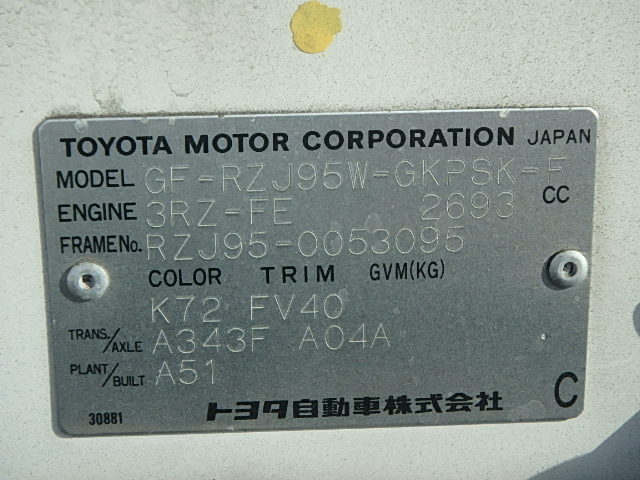 TOYOTA MOTOR CORPORATION JAPAN
MODEL GF-RZJ95W-GKPSK-F
ENGINE 3RZ-FE 2693 CC
FRAME No. RZJ95-0053095
COLOR TRIM GVM(KG)
K72 FV40
TRANS./AXLE A343F A04A
PLANT/BUILT A51
30881 トヨタ自動車株式会社 C